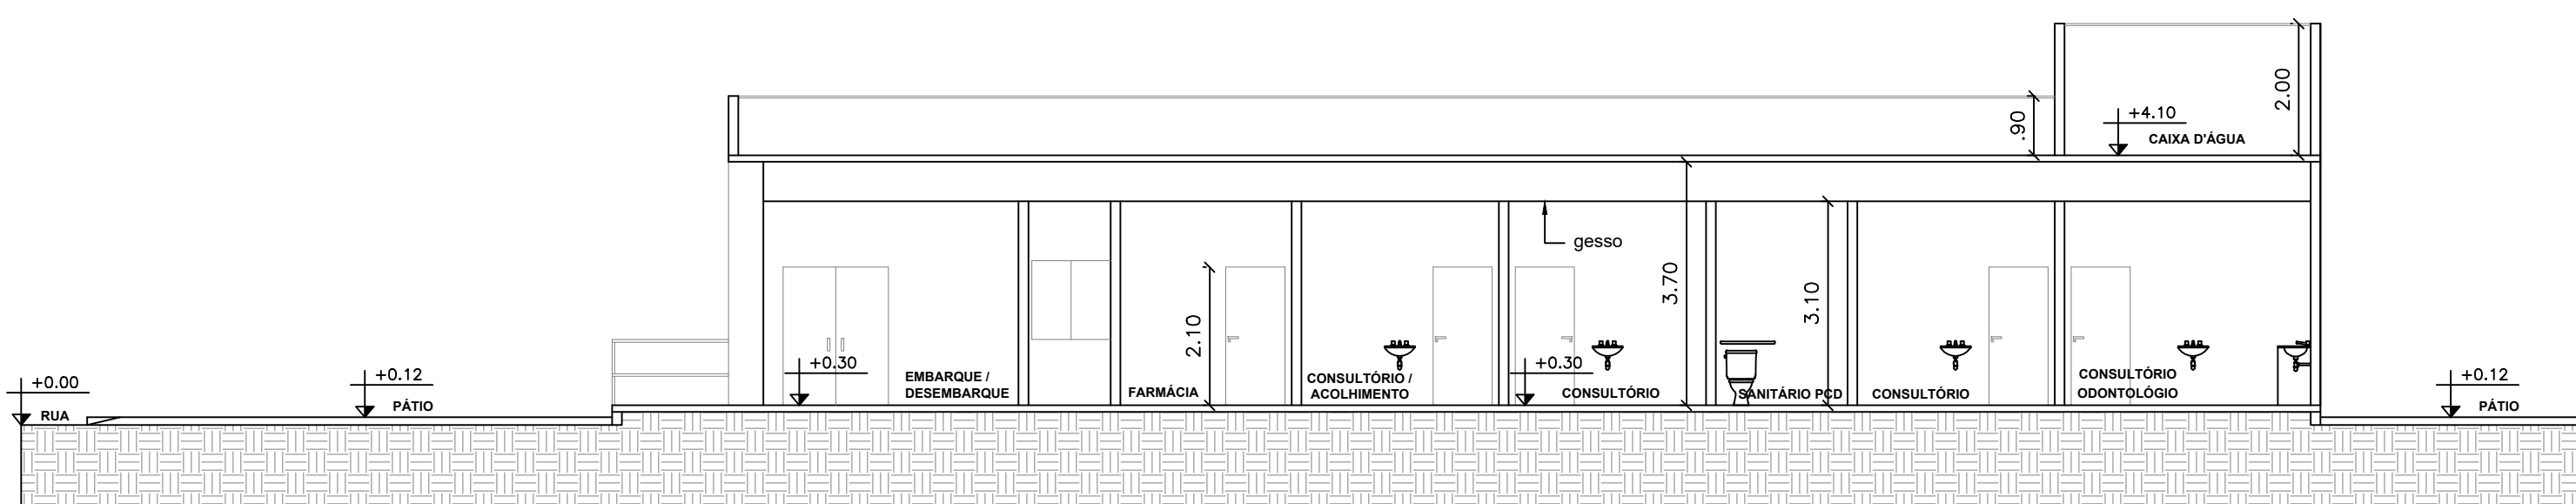 2.00
+4.10
.90
CAIXA D'ÁGUA
gesso
3.70
3.10
2.10
+0.00
RUA
+0.12
PÁTIO
+0.30
EMBARQUE /
DESEMBARQUE
FARMÁCIA
CONSULTÓRIO /
ACOLHIMENTO
+0.30
CONSULTÓRIO
SANITÁRIO PCD
CONSULTÓRIO
CONSULTÓRIO
ODONTOLÓGIO
+0.12
PÁTIO